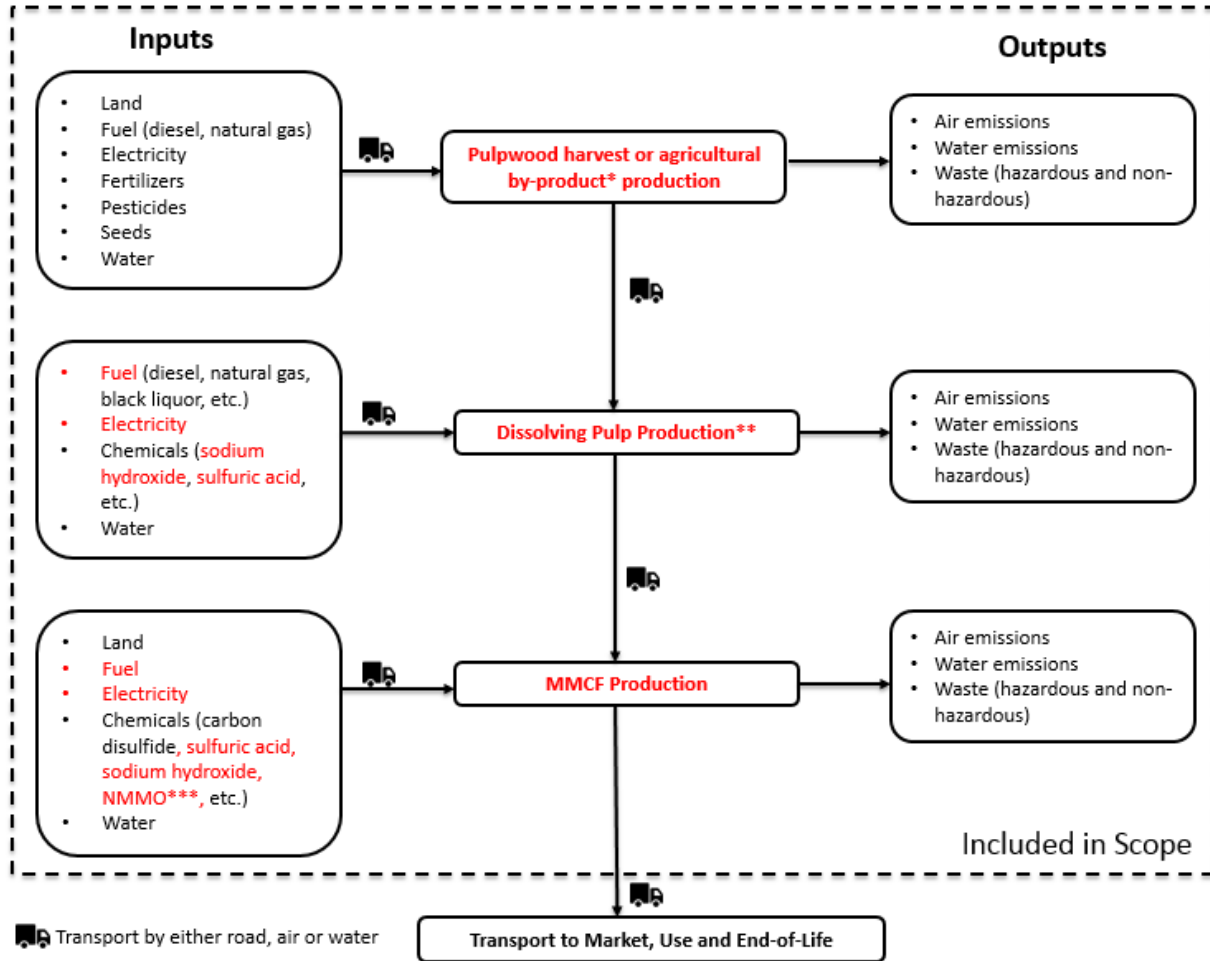 Inputs
Outputs
• Land
• Fuel (diesel, natural gas)
• Electricity
• Fertilizers
• Pesticides
• Seeds
• Water
Pulpwood harvest or agricultural
by-product* production
• Air emissions
• Water emissions
• Waste (hazardous and non-
hazardous)
• Fuel (diesel, natural gas,
black liquor, etc.)
• Electricity
• Chemicals (sodium
hydroxide, sulfuric acid,
etc.)
• Water
Dissolving Pulp Production**
• Air emissions
• Water emissions
• Waste (hazardous and non-
hazardous)
• Land
• Fuel
• Electricity
• Chemicals (carbon
disulfide, sulfuric acid,
sodium hydroxide,
NMMO***, etc.)
• Water
MMCF Production
• Air emissions
• Water emissions
• Waste (hazardous and non-
hazardous)
Included in Scope
Transport by either road, air or water
Transport to Market, Use and End-of-Life